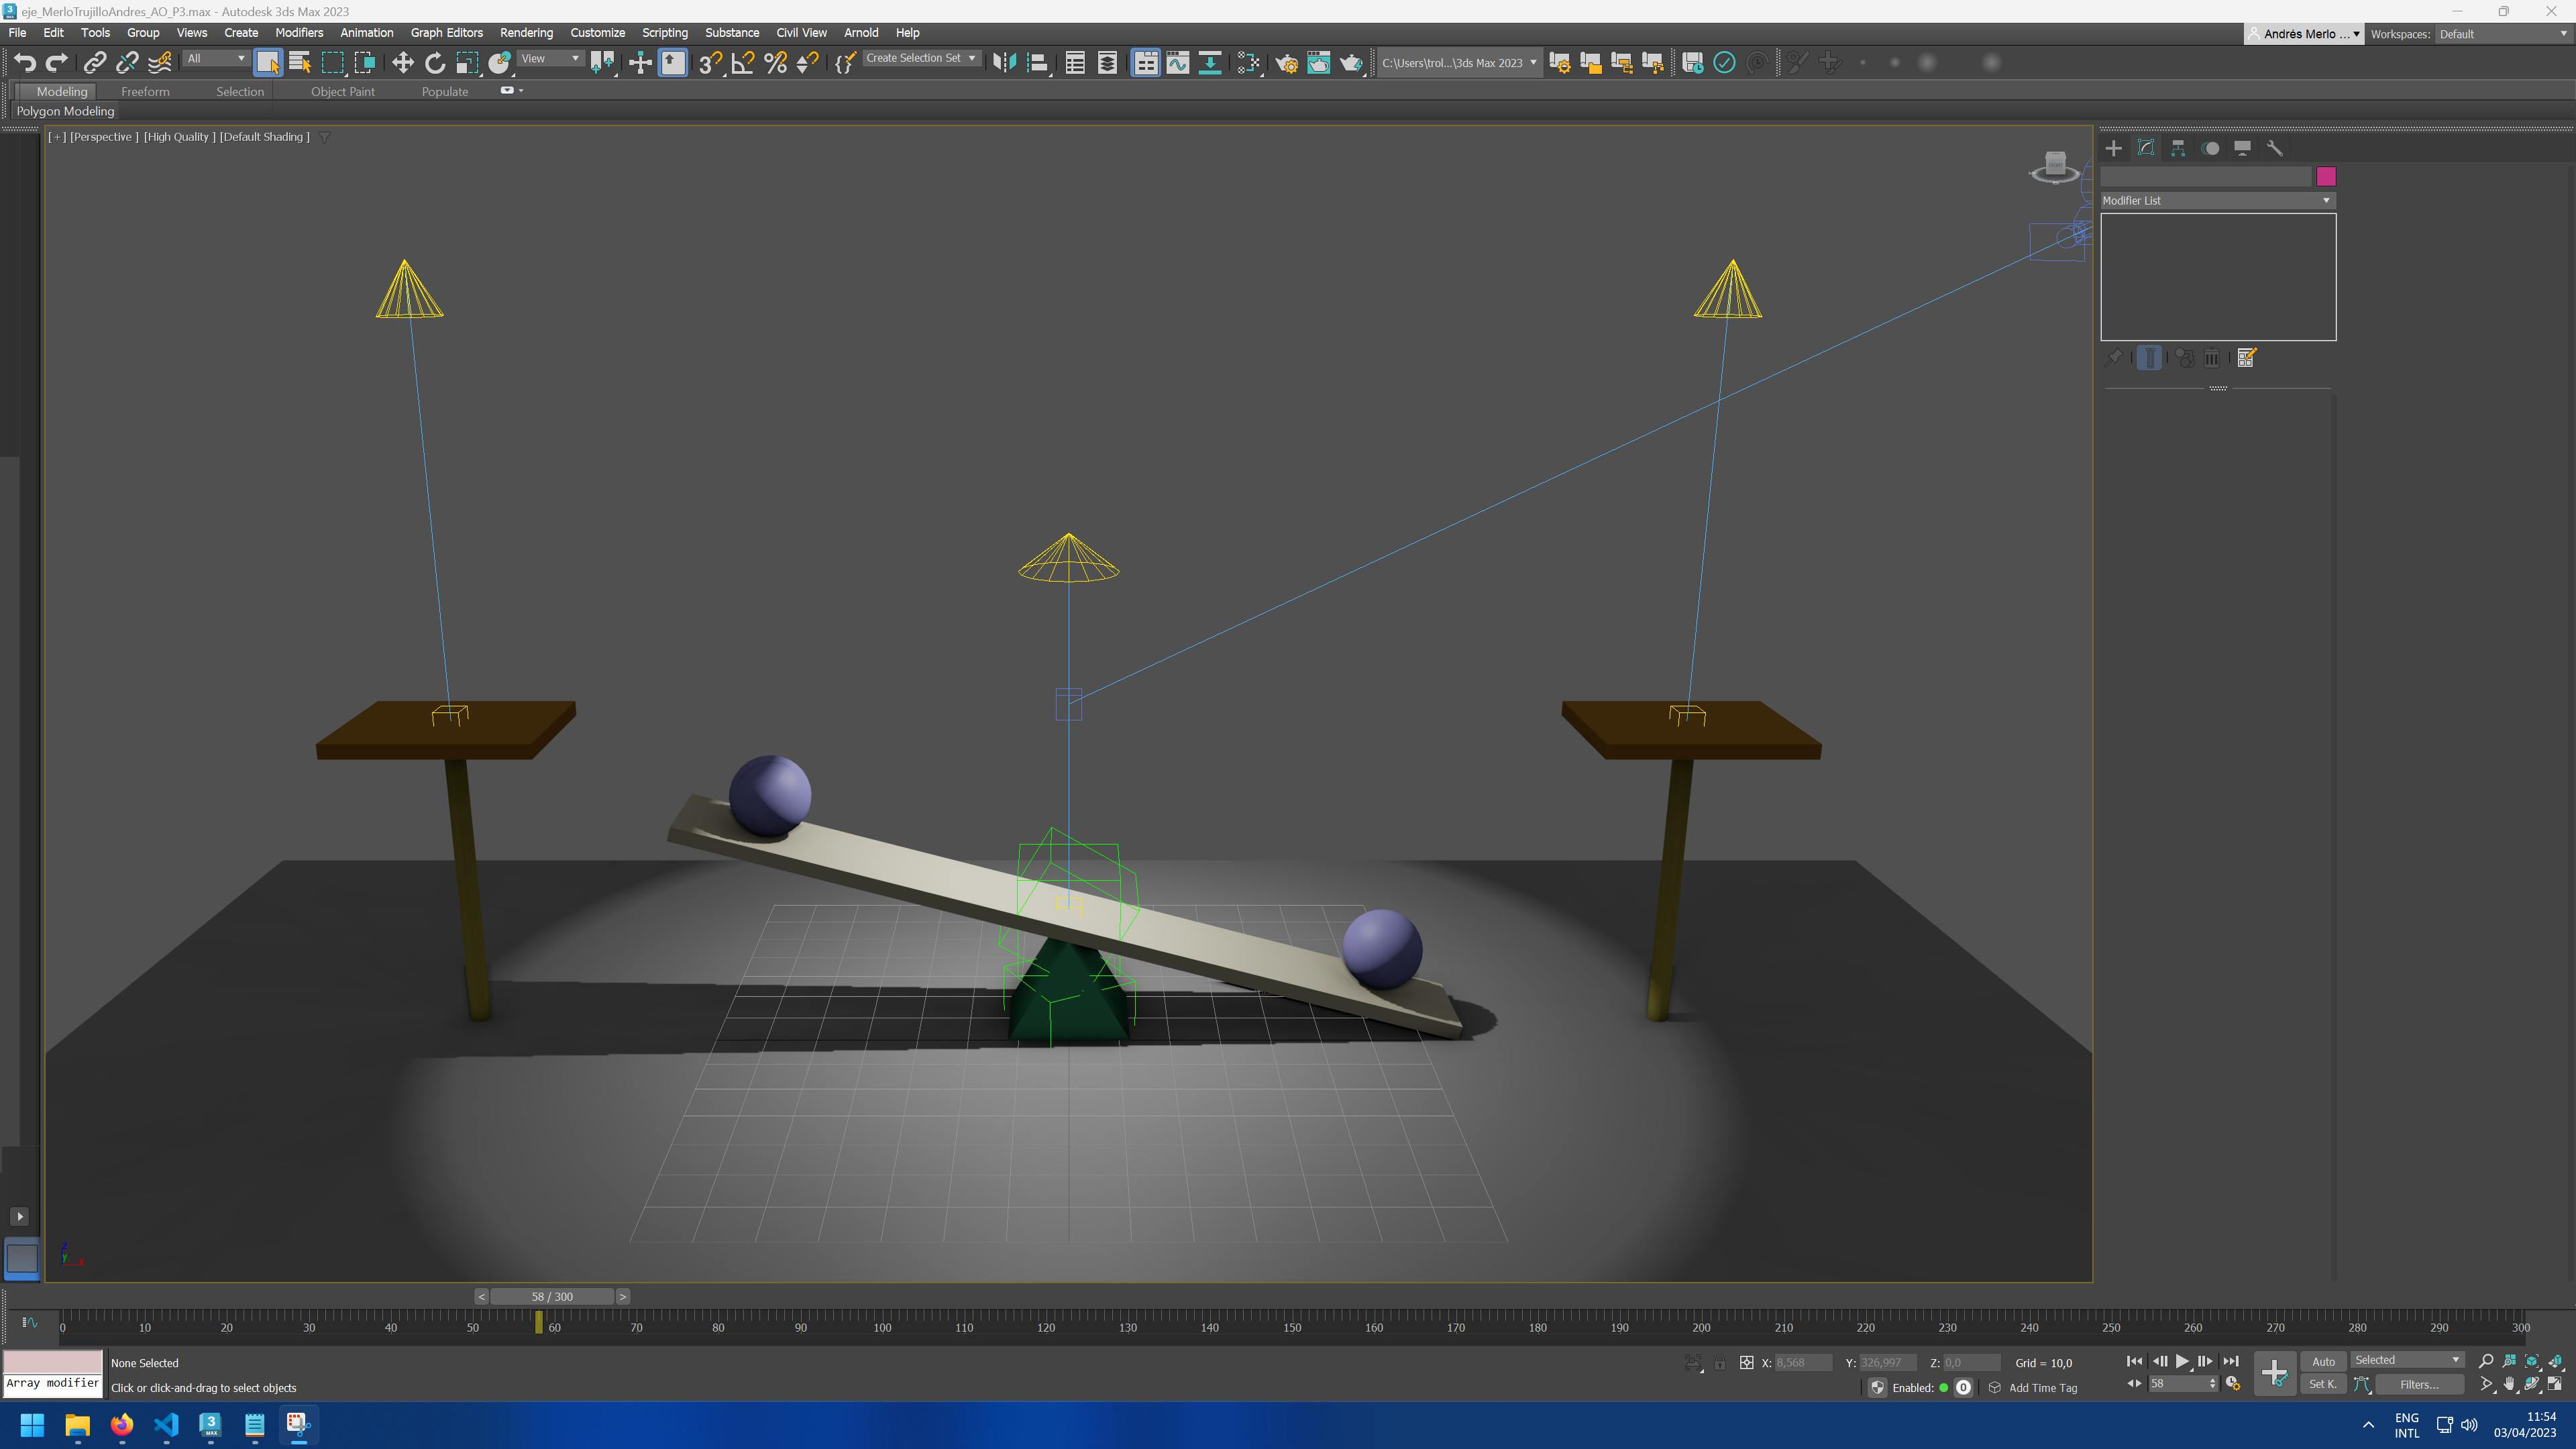 eje_MerloTrujilloAndres_AO_P3.max - Autodesk 3ds Max 2023
File Edit Tools Group Views Create Modifiers Animation Graph Editors Rendering Customize Scripting Substance Civil View Arnold Help
Andrés Merlo ... Workspaces: Default
All View Create Selection Set C:\Users\trol...\3ds Max 2023
Modeling Freeform Selection Object Paint Populate
Polygon Modeling
[+] [Perspective ] [High Quality ] [Default Shading ]
Modifier List
z
y
x
< 58 / 300 >
0 10 20 30 40 50 60 70 80 90 100 110 120 130 140 150 160 170 180 190 200 210 220 230 240 250 260 270 280 290 300
None Selected
X: 8,568 Y: 326,997 Z: 0,0 Grid = 10,0
Auto Selected
Array modifier
Click or click-and-drag to select objects
Enabled: 0 Add Time Tag
58 Set K. Filters...
ENG
INTL
11:54
03/04/2023